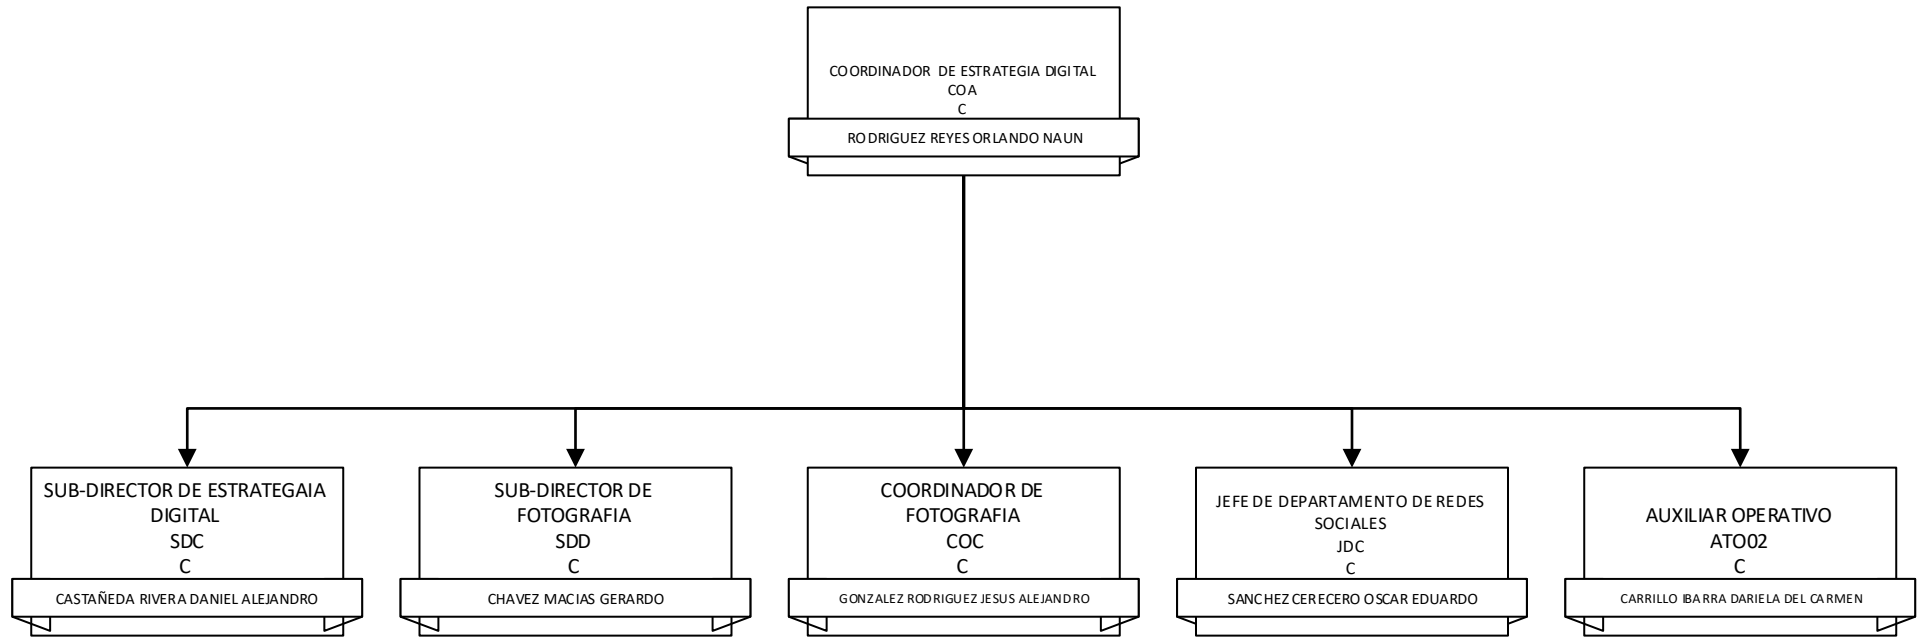 COORDINADOR DE ESTRATEGIA DIGITAL
COA
C
RODRIGUEZ REYES ORLANDO NAUN
SUB-DIRECTOR DE ESTRATEGAIA
DIGITAL
SDC
C
CASTAÑEDA RIVERA DANIEL ALEJANDRO
SUB-DIRECTOR DE
FOTOGRAFIA
SDD
C
CHAVEZ MACIAS GERARDO
COORDINADOR DE
FOTOGRAFIA
COC
C
GONZALEZ RODRIGUEZ JESUS ALEJANDRO
JEFE DE DEPARTAMENTO DE REDES
SOCIALES
JDC
C
SANCHEZ CERECERO OSCAR EDUARDO
AUXILIAR OPERATIVO
ATO02
C
CARRILLO IBARRA DARIELA DEL CARMEN